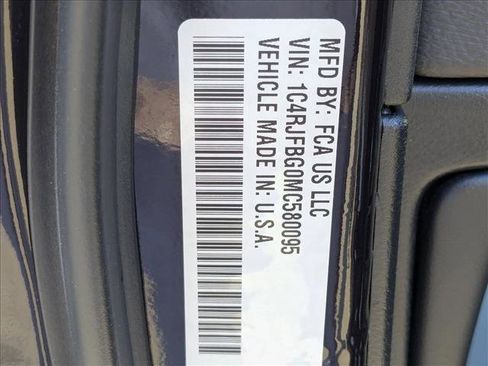 MFD BY: FCA US LLC
VIN: 1C4RJFBG0MC580095
VEHICLE MADE IN: U.S.A.